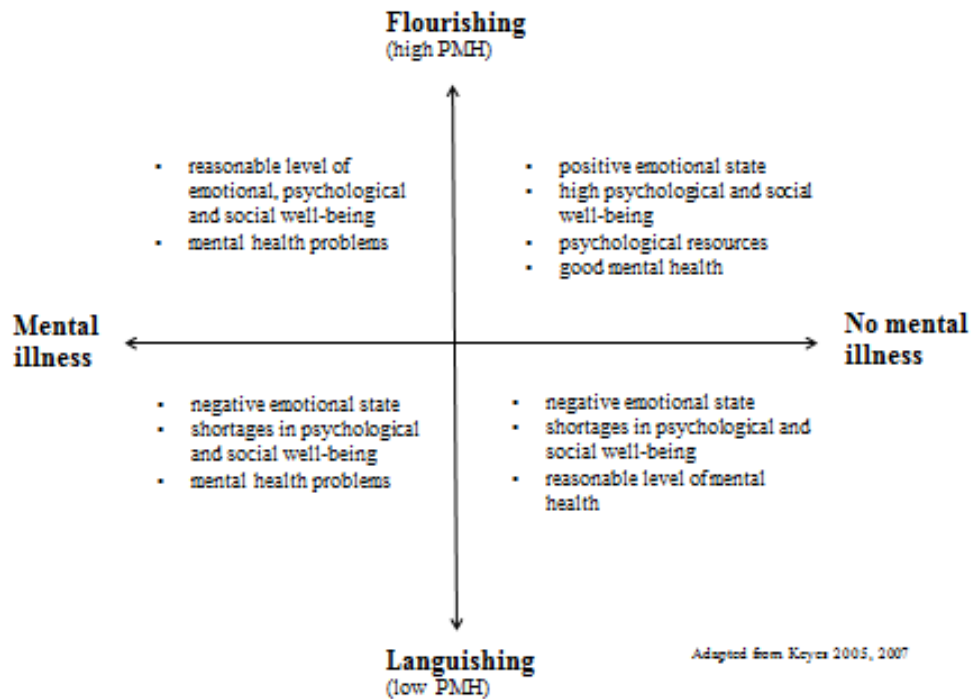 Flourishing
(high PMH)
▪ reasonable level of
emotional, psychological
and social well-being
▪ mental health problems
▪ positive emotional state
▪ high psychological and social
well-being
▪ psychological resources
▪ good mental health
Mental
illness
No mental
illness
▪ negative emotional state
▪ shortages in psychological
and social well-being
▪ mental health problems
▪ negative emotional state
▪ shortages in psychological and
social well-being
▪ reasonable level of mental
health
Languishing
(low PMH)
Adapted from Keyes 2005, 2007